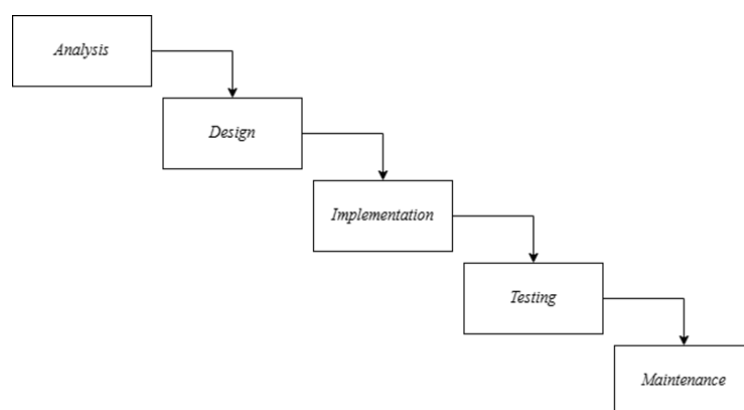 Analysis
Design
Implementation
Testing
Maintenance